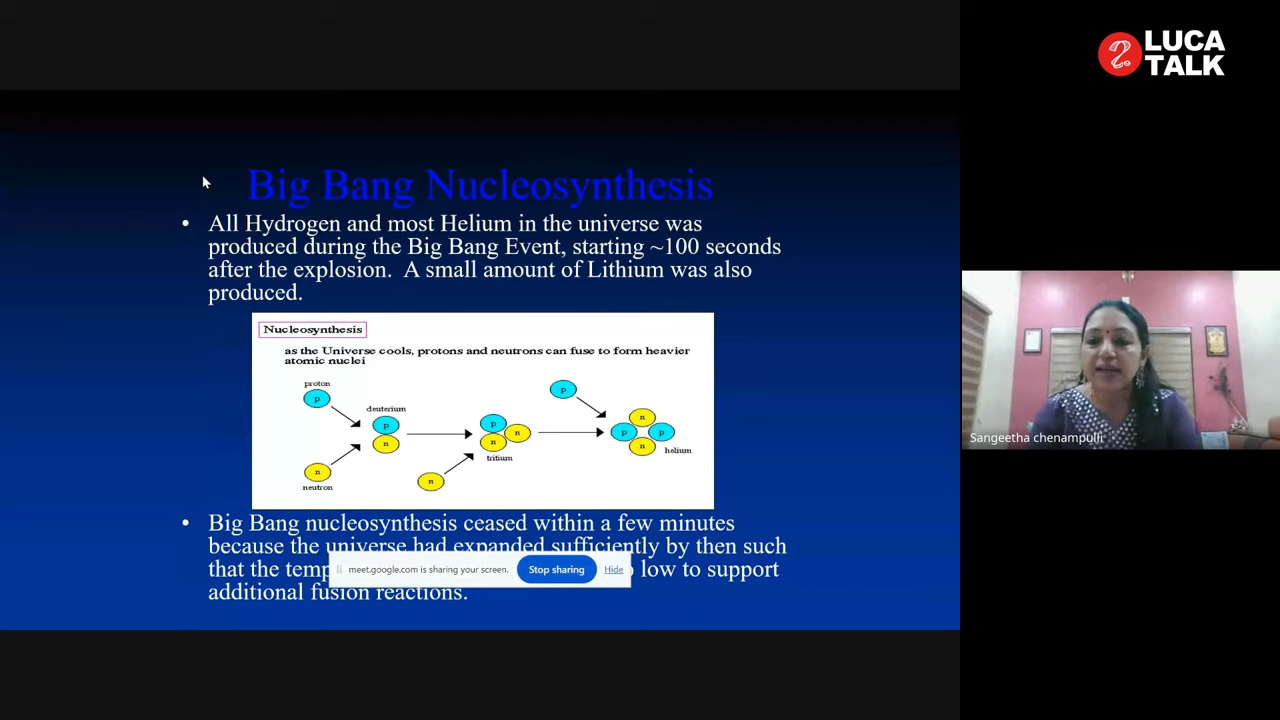 LUCA
TALK
Big Bang Nucleosynthesis
• All Hydrogen and most Helium in the universe was
produced during the Big Bang Event, starting ~100 seconds
after the explosion. A small amount of Lithium was also
produced.
Nucleosynthesis
as the Universe cools, protons and neutrons can fuse to form heavier
atomic nuclei
proton
p
deuterium
p
n
n
neutron
p
n
n
tritium
n
p
n
p
p
n
helium
• Big Bang nucleosynthesis ceased within a few minutes
because the universe had expanded sufficiently by then such
that the temp low to support
additional fusion reactions.
meet.google.com is sharing your screen.
Stop sharing
Hide
Sangeetha chenampulli